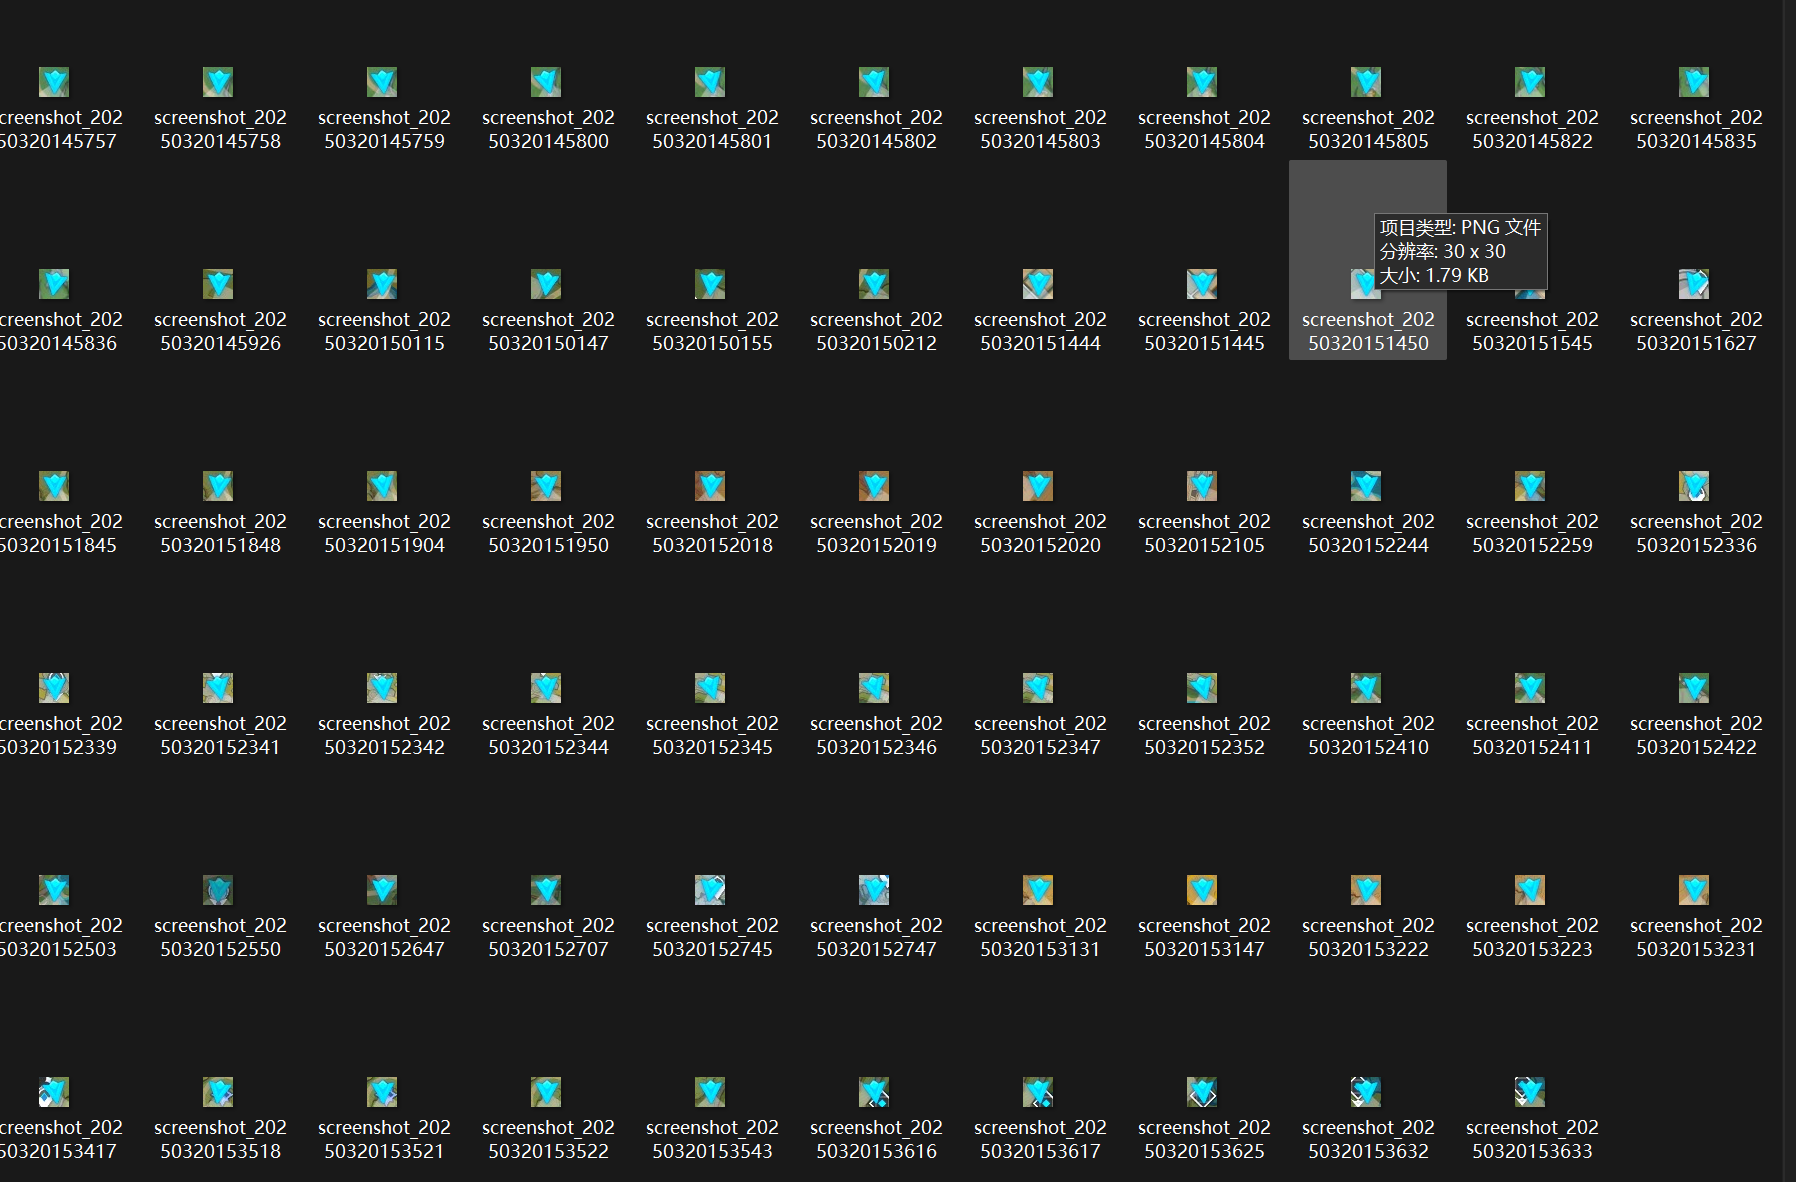 creenshot_202 screenshot_202 screenshot_202 screenshot_202 screenshot_202 screenshot_202 screenshot_202 screenshot_202 screenshot_202 screenshot_202 screenshot_202
50320145757 50320145758 50320145759 50320145800 50320145801 50320145802 50320145803 50320145804 50320145805 50320145822 50320145835
项目类型: PNG 文件
分辨率: 30 x 30
大小: 1.79 KB
creenshot_202 screenshot_202 screenshot_202 screenshot_202 screenshot_202 screenshot_202 screenshot_202 screenshot_202 screenshot_202 screenshot_202 screenshot_202
50320145836 50320145926 50320150115 50320150147 50320150155 50320150212 50320151444 50320151445 50320151450 50320151545 50320151627
creenshot_202 screenshot_202 screenshot_202 screenshot_202 screenshot_202 screenshot_202 screenshot_202 screenshot_202 screenshot_202 screenshot_202 screenshot_202
50320151845 50320151848 50320151904 50320151950 50320152018 50320152019 50320152020 50320152105 50320152244 50320152259 50320152336
creenshot_202 screenshot_202 screenshot_202 screenshot_202 screenshot_202 screenshot_202 screenshot_202 screenshot_202 screenshot_202 screenshot_202 screenshot_202
50320152339 50320152341 50320152342 50320152344 50320152345 50320152346 50320152347 50320152352 50320152410 50320152411 50320152422
creenshot_202 screenshot_202 screenshot_202 screenshot_202 screenshot_202 screenshot_202 screenshot_202 screenshot_202 screenshot_202 screenshot_202 screenshot_202
50320152503 50320152550 50320152647 50320152707 50320152745 50320152747 50320153131 50320153147 50320153222 50320153223 50320153231
creenshot_202 screenshot_202 screenshot_202 screenshot_202 screenshot_202 screenshot_202 screenshot_202 screenshot_202 screenshot_202 screenshot_202
50320153417 50320153518 50320153521 50320153522 50320153543 50320153616 50320153617 50320153625 50320153632 50320153633